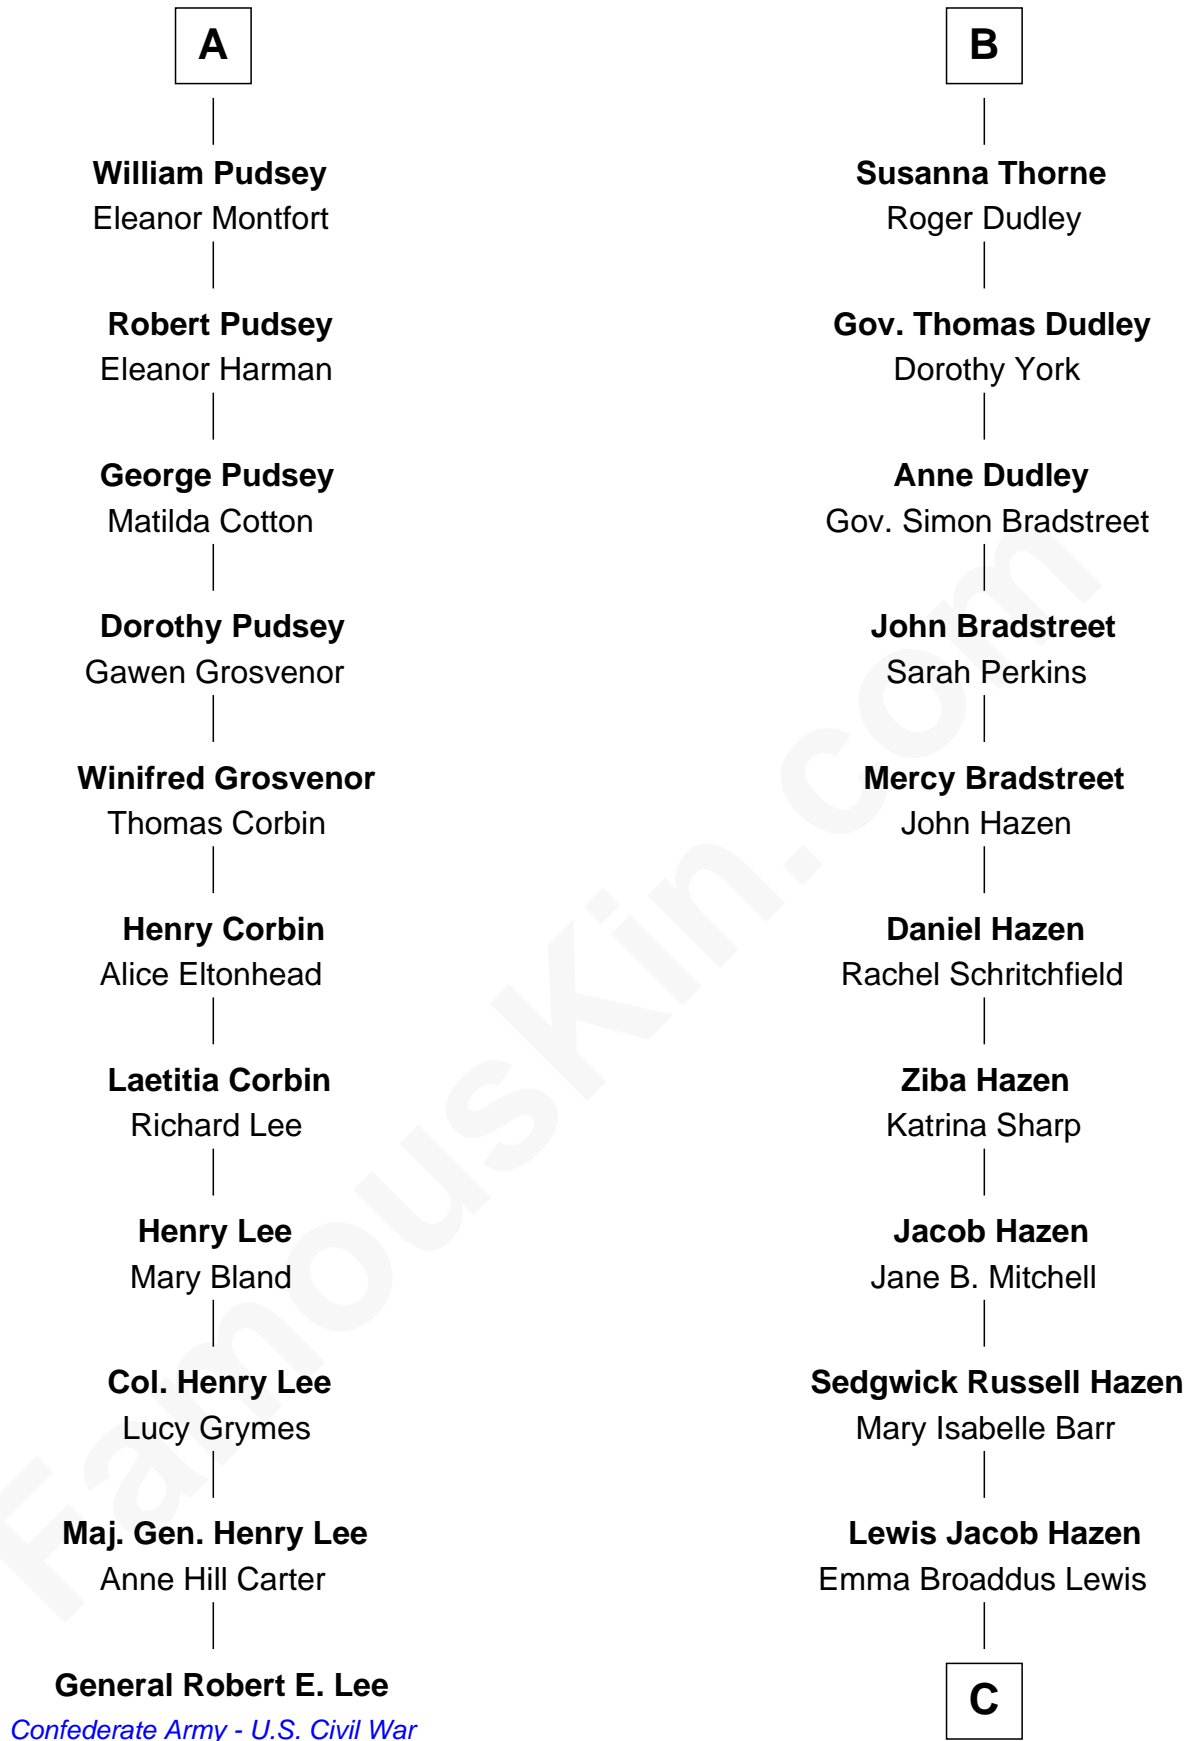 A
William Pudsey
Eleanor Montfort
Robert Pudsey
Eleanor Harman
George Pudsey
Matilda Cotton
Dorothy Pudsey
Gawen Grosvenor
Winifred Grosvenor
Thomas Corbin
Henry Corbin
Alice Eltonhead
Laetitia Corbin
Richard Lee
Henry Lee
Mary Bland
Col. Henry Lee
Lucy Grymes
Maj. Gen. Henry Lee
Anne Hill Carter
General Robert E. Lee
Confederate Army - U.S. Civil War
B
Susanna Thorne
Roger Dudley
Gov. Thomas Dudley
Dorothy York
Anne Dudley
Gov. Simon Bradstreet
John Bradstreet
Sarah Perkins
Mercy Bradstreet
John Hazen
Daniel Hazen
Rachel Schritchfield
Ziba Hazen
Katrina Sharp
Jacob Hazen
Jane B. Mitchell
Sedgwick Russell Hazen
Mary Isabelle Barr
Lewis Jacob Hazen
Emma Broaddus Lewis
C
FamousKin.com